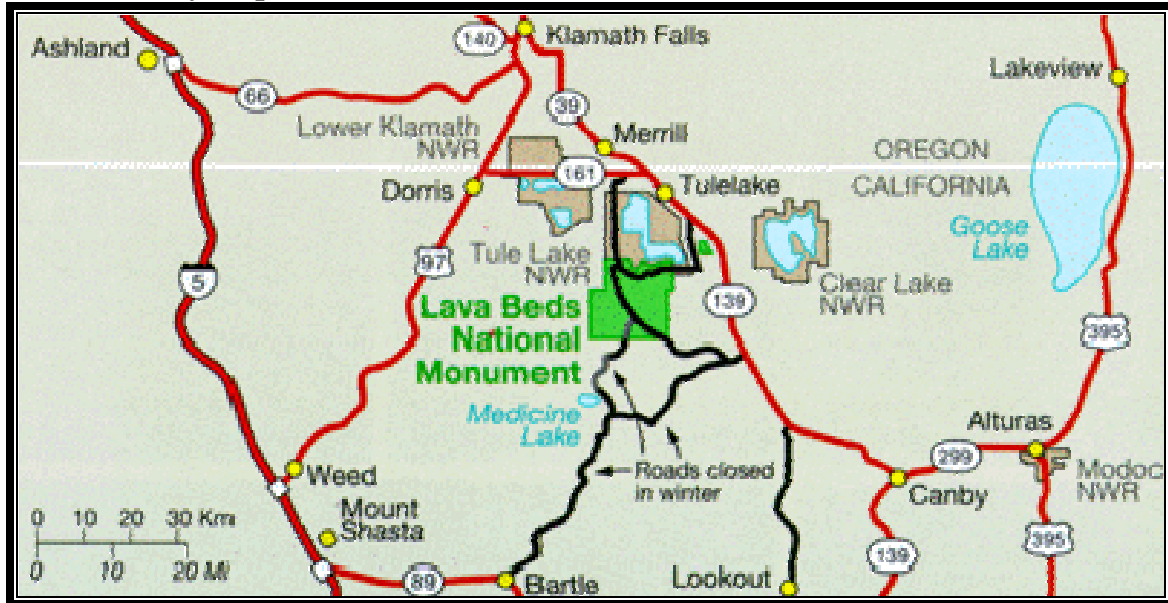 Ashland
140
Klamath Falls
Lakeview
66
39
Lower Klamath
NWR
Merrill
OREGON
161
Dorris
Tulelake
CALIFORNIA
Goose
Lake
97
Tule Lake
NWR
5
Clear Lake
NWR
139
Lava Beds
National
Monument
395
Medicine
Lake
Alturas
Roads closed
in winter
299
Modoc
NWR
Weed
Canby
Mount
Shasta
0 10 20 30 Km
0 10 20 Mi
139
395
89
Bartle
Lookout